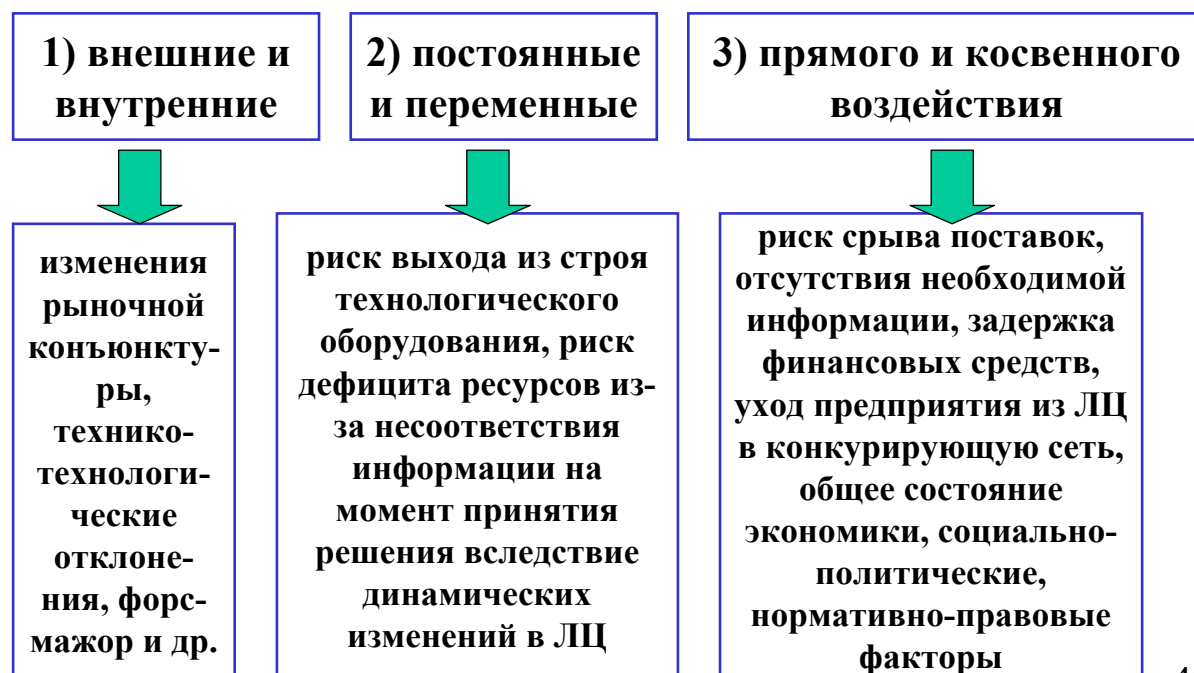 1) внешние и
внутренние
2) постоянные
и переменные
3) прямого и косвенного
воздействия
изменения
рыночной
конъюнкту-
ры,
технико-
технологи-
ческие
отклоне-
ния, форс-
мажор и др.
риск выхода из строя
технологического
оборудования, риск
дефицита ресурсов из-
за несоответствия
информации на
момент принятия
решения вследствие
динамических
изменений в ЛЦ
риск срыва поставок,
отсутствия необходимой
информации, задержка
финансовых средств,
уход предприятия из ЛЦ
в конкурирующую сеть,
общее состояние
экономики, социально-
политические,
нормативно-правовые
факторы